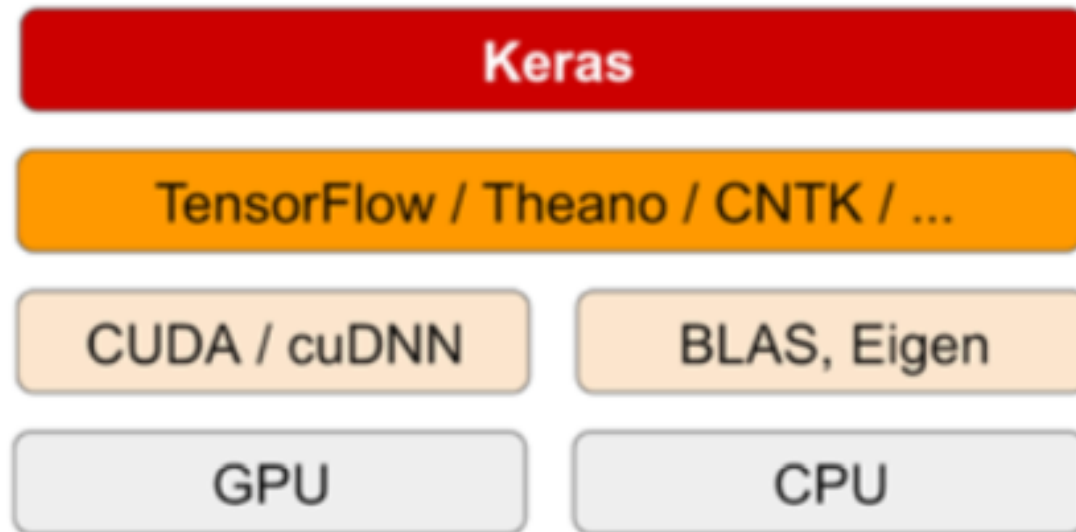 Keras
TensorFlow / Theano / CNTK / ...
CUDA / cuDNN
BLAS, Eigen
GPU
CPU